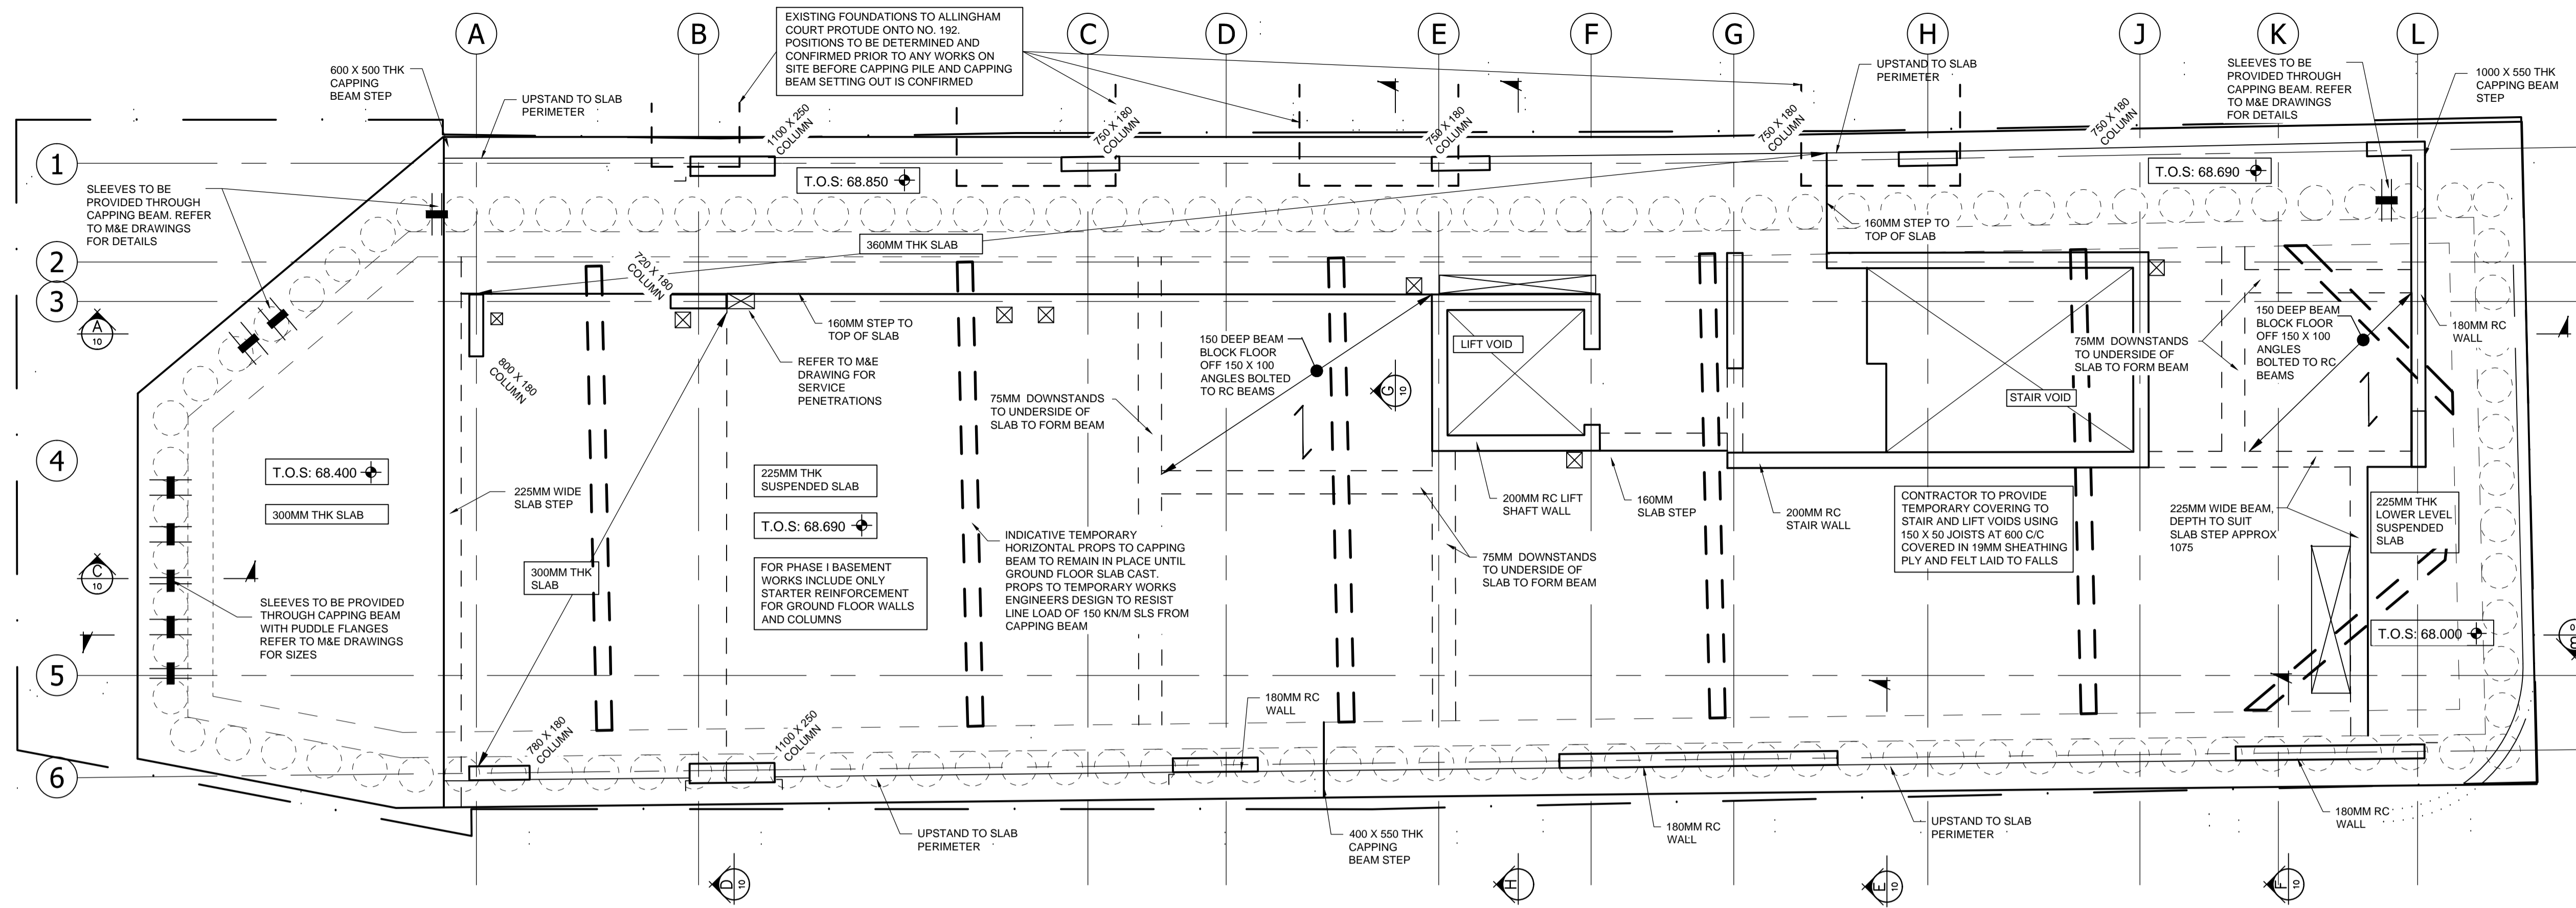 A
B
C
D
E
F
G
H
J
K
L
EXISTING FOUNDATIONS TO ALLINGHAM
COURT PROTUDE ONTO NO. 192.
POSITIONS TO BE DETERMINED AND
CONFIRMED PRIOR TO ANY WORKS ON
SITE BEFORE CAPPING PILE AND CAPPING
BEAM SETTING OUT IS CONFIRMED
600 X 500 THK
CAPPING
BEAM STEP
UPSTAND TO SLAB
PERIMETER
1100 X 250
COLUMN
750 X 180
COLUMN
750 X 180
COLUMN
750 X 180
COLUMN
UPSTAND TO SLAB
PERIMETER
750 X 180
COLUMN
SLEEVES TO BE
PROVIDED THROUGH
CAPPING BEAM. REFER
TO M&E DRAWINGS
FOR DETAILS
1000 X 550 THK
CAPPING BEAM
STEP
1
SLEEVES TO BE
PROVIDED THROUGH
CAPPING BEAM. REFER
TO M&E DRAWINGS
FOR DETAILS
T.O.S: 68.850
T.O.S: 68.690
160MM STEP TO
TOP OF SLAB
360MM THK SLAB
2
3
720 X 180
COLUMN
A
10
160MM STEP TO
TOP OF SLAB
REFER TO M&E
DRAWING FOR
SERVICE
PENETRATIONS
800 X 180
COLUMN
150 DEEP BEAM
BLOCK FLOOR
OFF 150 X 100
ANGLES BOLTED
TO RC BEAMS
75MM DOWNSTANDS
TO UNDERSIDE OF
SLAB TO FORM BEAM
G
10
LIFT VOID
STAIR VOID
75MM DOWNSTANDS
TO UNDERSIDE OF
SLAB TO FORM BEAM
150 DEEP BEAM
BLOCK FLOOR
OFF 150 X 100
ANGLES
BOLTED TO RC
BEAMS
180MM RC
WALL
4
T.O.S: 68.400
300MM THK SLAB
225MM WIDE
SLAB STEP
225MM THK
SUSPENDED SLAB
T.O.S: 68.690
FOR PHASE I BASEMENT
WORKS INCLUDE ONLY
STARTER REINFORCEMENT
FOR GROUND FLOOR WALLS
AND COLUMNS
300MM THK
SLAB
INDICATIVE TEMPORARY
HORIZONTAL PROPS TO CAPPING
BEAM TO REMAIN IN PLACE UNTIL
GROUND FLOOR SLAB CAST.
PROPS TO TEMPORARY WORKS
ENGINEERS DESIGN TO RESIST
LINE LOAD OF 150 KN/M SLS FROM
CAPPING BEAM
200MM RC LIFT
SHAFT WALL
160MM
SLAB STEP
75MM DOWNSTANDS
TO UNDERSIDE OF
SLAB TO FORM BEAM
200MM RC
STAIR WALL
CONTRACTOR TO PROVIDE
TEMPORARY COVERING TO
STAIR AND LIFT VOIDS USING
150 X 50 JOISTS AT 600 C/C
COVERED IN 19MM SHEATHING
PLY AND FELT LAID TO FALLS
225MM WIDE BEAM,
DEPTH TO SUIT
SLAB STEP APPROX
1075
225MM THK
LOWER LEVEL
SUSPENDED
SLAB
T.O.S: 68.000
C
10
SLEEVES TO BE PROVIDED
THROUGH CAPPING BEAM
WITH PUDDLE FLANGES
REFER TO M&E DRAWINGS
FOR SIZES
5
6
780 X 180
COLUMN
1100 X 250
COLUMN
180MM RC
WALL
UPSTAND TO SLAB
PERIMETER
400 X 550 THK
CAPPING
BEAM STEP
180MM RC
WALL
UPSTAND TO SLAB
PERIMETER
180MM RC
WALL
D
10
H
E
10
F
10